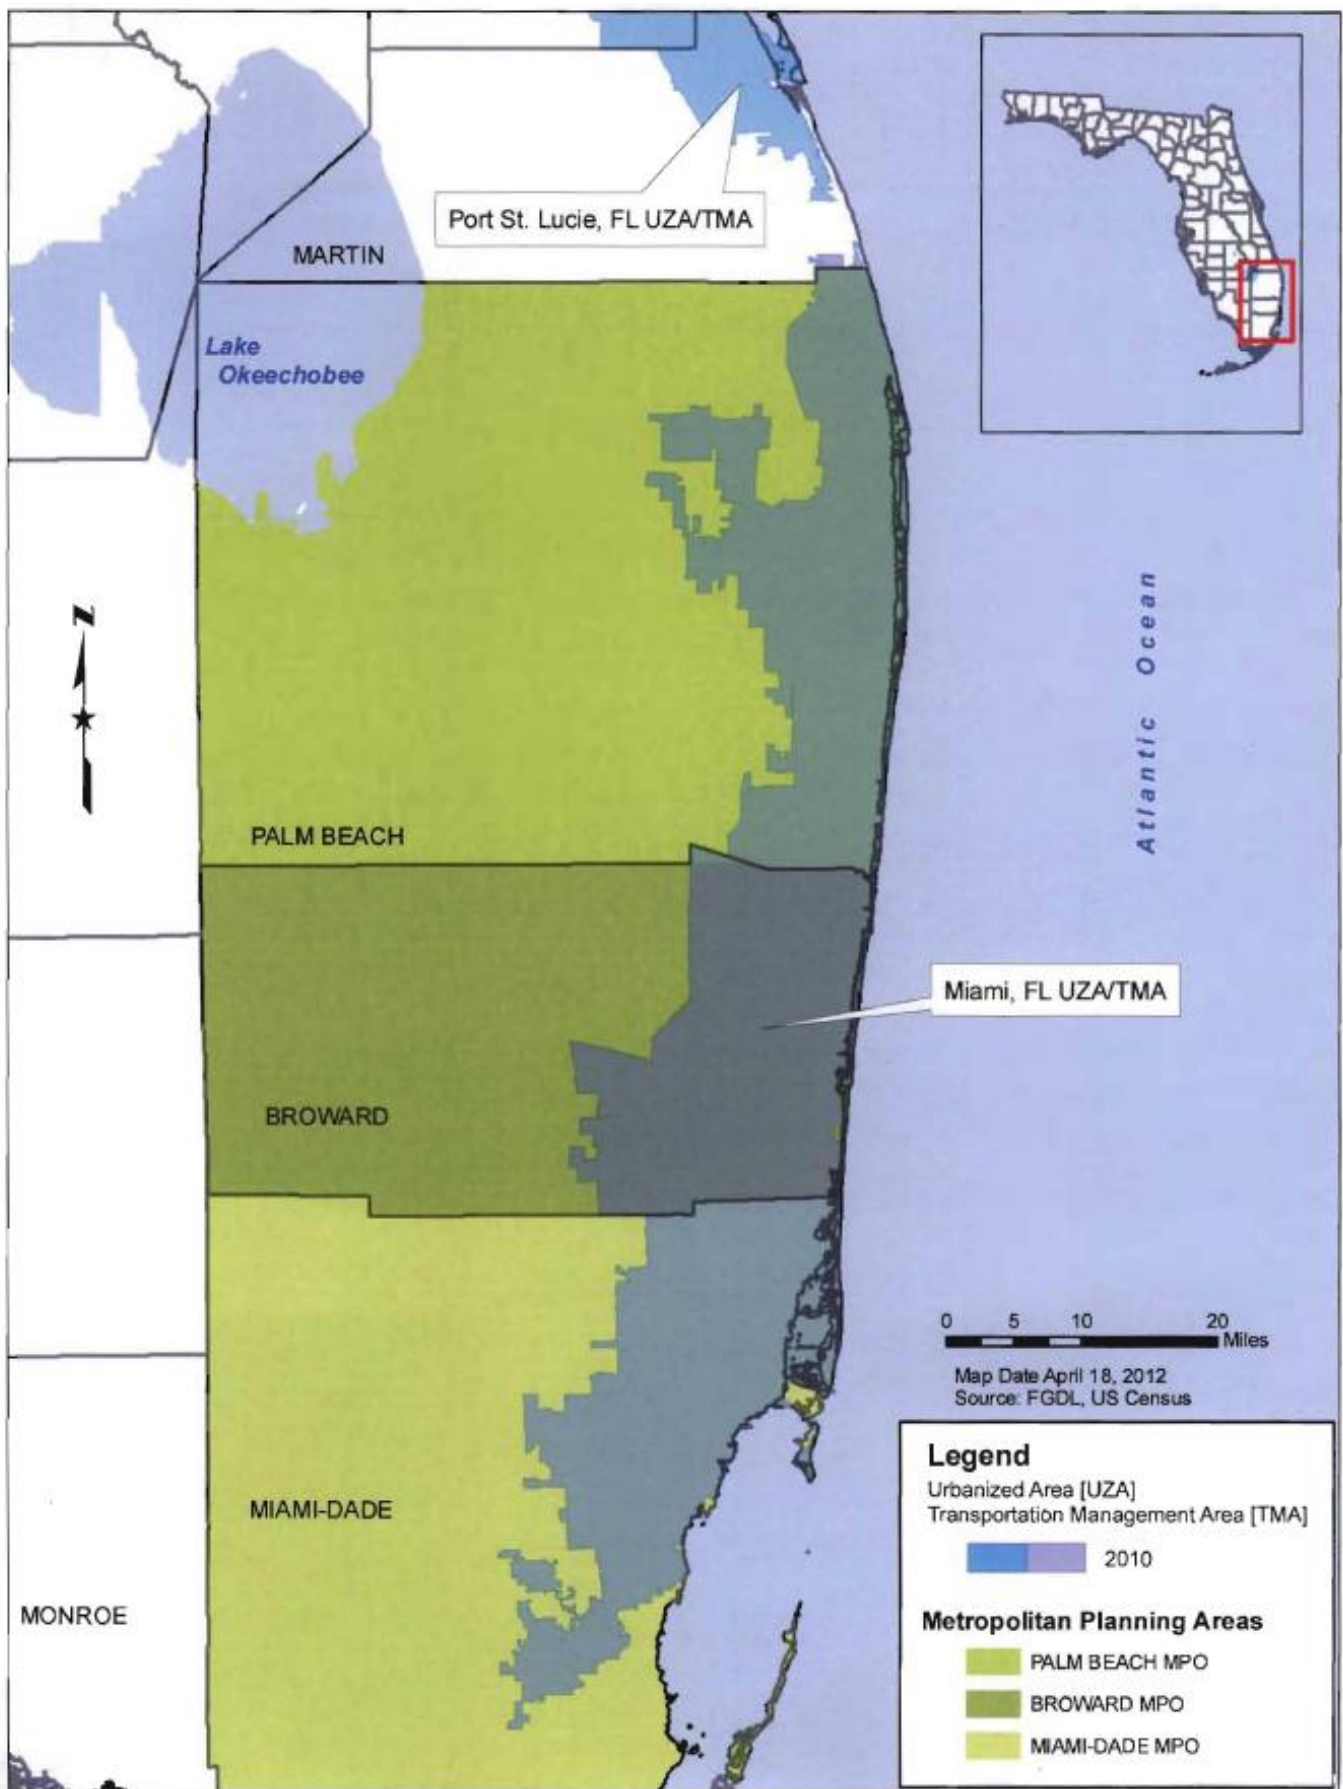 Port St. Lucie, FL UZA/TMA
MARTIN
Lake
Okeechobee
Atlantic Ocean
N
PALM BEACH
Miami, FL UZA/TMA
BROWARD
0 5 10 20
Miles
Map Date April 18, 2012
Source: FGDL, US Census
MIAMI-DADE
MONROE
Legend
Urbanized Area [UZA]
Transportation Management Area [TMA]
2010
Metropolitan Planning Areas
PALM BEACH MPO
BROWARD MPO
MIAMI-DADE MPO